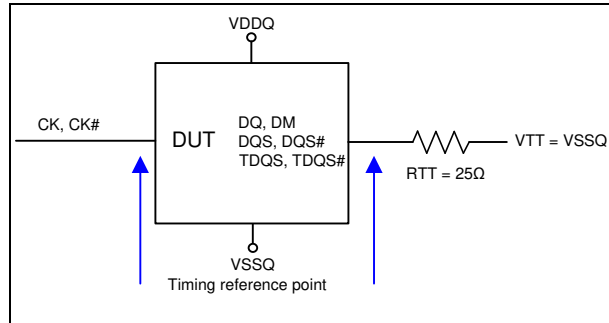 VDDQ
CK, CK#
DUT
DQ, DM
DQS, DQS#
TDQS, TDQS#
VTT = VSSQ
RTT = 25Ω
VSSQ
Timing reference point